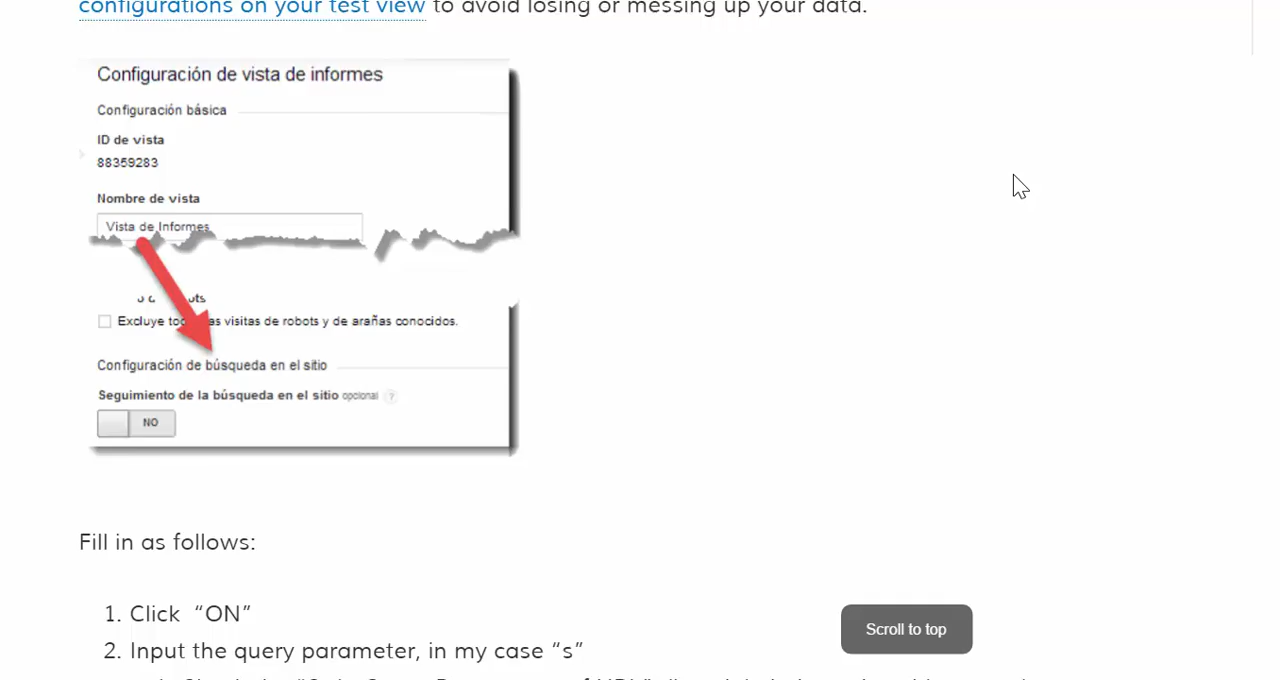 configurations on your test view to avoid losing or messing up your data.
Configuración de vista de informes
Configuración básica
ID de vista
88359283
Nombre de vista
Vista de Informes
Excluye las visitas de robots y de arañas conocidos.
Configuración de búsqueda en el sitio
Seguimiento de la búsqueda en el sitio opcional ?
NO
Fill in as follows:
1. Click “ON”
2. Input the query parameter, in my case “s”
Scroll to top